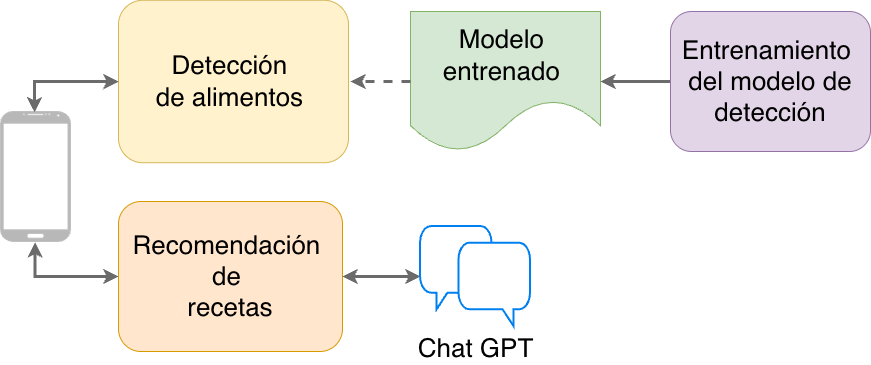 Detección
de alimentos
Modelo
entrenado
Entrenamiento
del modelo de
detección
Recomendación
de
recetas
Chat GPT